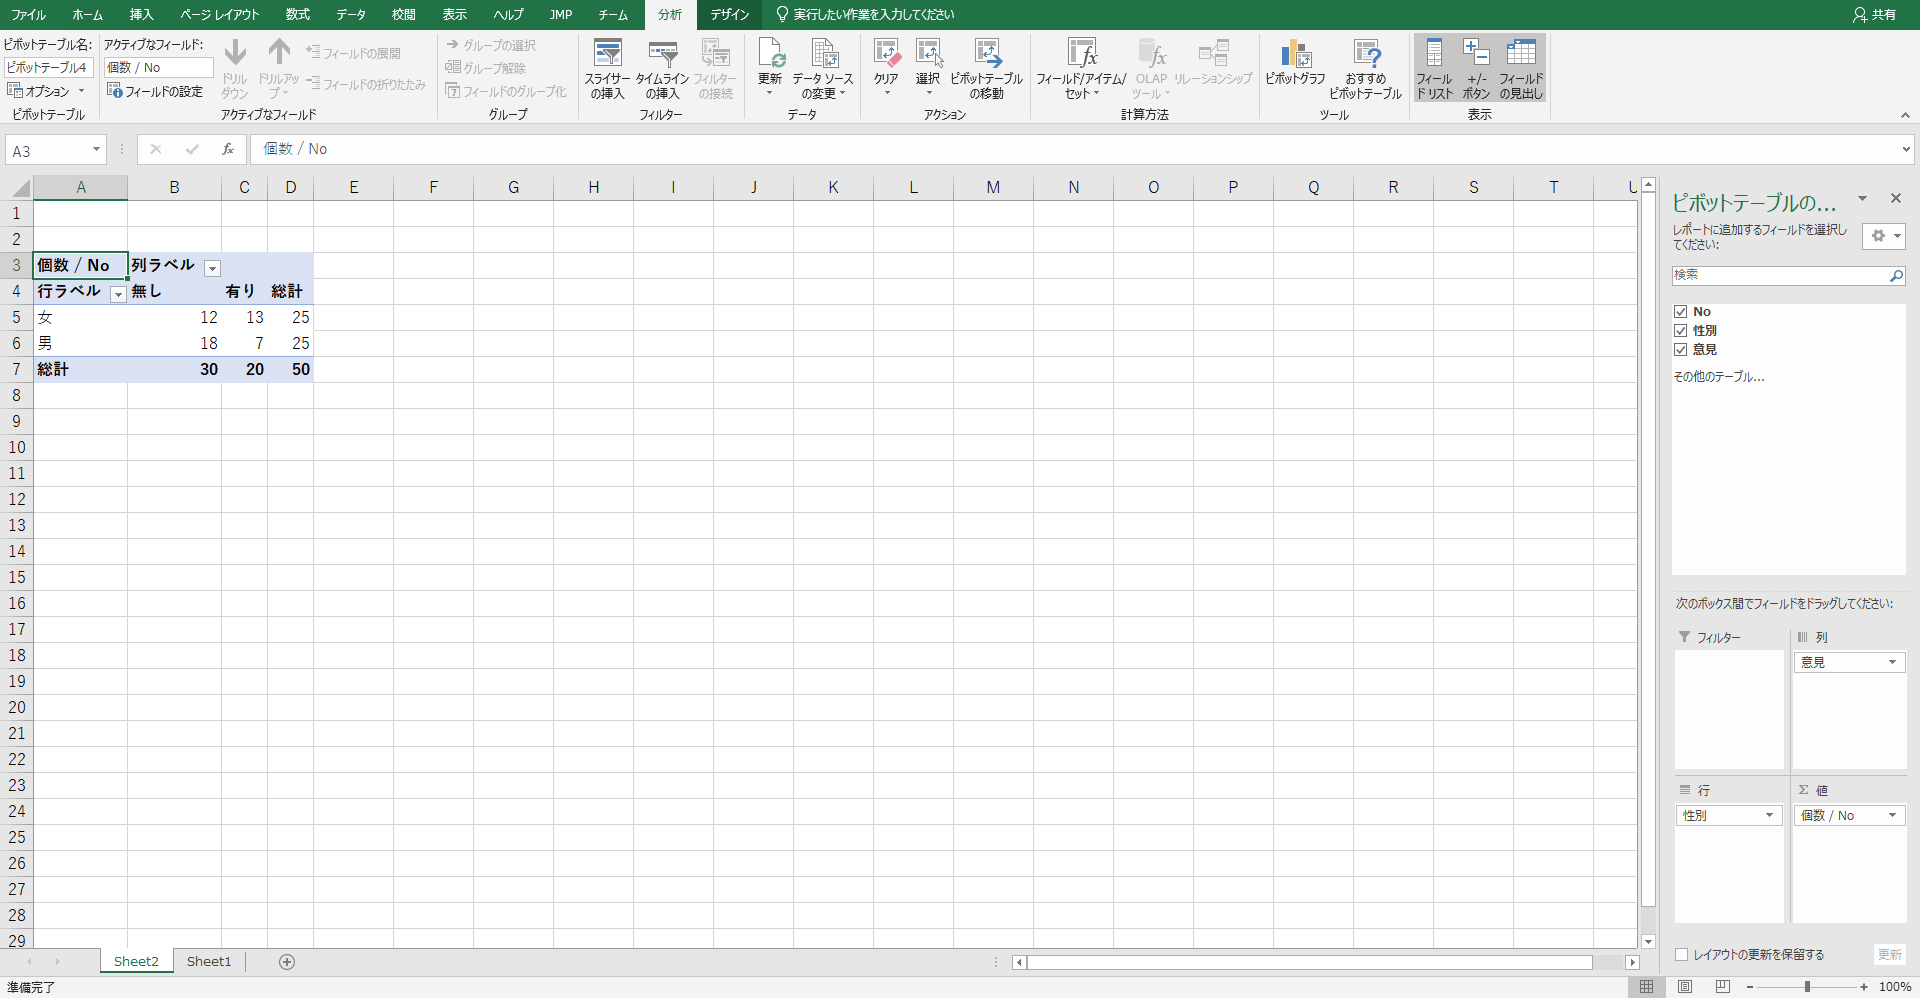 ファイル ホーム 挿入 ページ レイアウト 数式 データ 校閲 表示 ヘルプ JMP チーム 分析 デザイン 実行したい作業を入力してください 共有
ピボットテーブル名: アクティブなフィールド:
ピボットテーブル4 個数 / No
オプション フィールドの設定
ドリルダウン ドリルアップ
フィールドの展開
フィールドの折りたたみ
グループの選択
グループ解除
フィールドのグループ化
スライサーの挿入 タイムラインの挿入 フィルターの接続
更新 データ ソースの変更
クリア 選択 ピボットテーブルの移動
フィールド/アイテム/セット OLAP ツール リレーションシップ
ピボットグラフ おすすめピボットテーブル
フィールド リスト +/- ボタン フィールドの見出し
ピボットテーブル アクティブなフィールド グループ フィルター データ アクション 計算方法 ツール 表示
A3 fx 個数 / No
A B C D E F G H I J K L M N O P Q R S T U
1
2
3 個数 / No 列ラベル
4 行ラベル 無し 有り 総計
5 女 12 13 25
6 男 18 7 25
7 総計 30 20 50
8
9
10
11
12
13
14
15
16
17
18
19
20
21
22
23
24
25
26
27
28
29
ピボットテーブルの...
レポートに追加するフィールドを選択し
てください:
検索
No
性別
意見
その他のテーブル...
次のボックス間でフィールドをドラッグしてください:
フィルター 列
意見
行 Σ 値
性別 個数 / No
レイアウトの更新を保留する 更新
Sheet2 Sheet1
準備完了 100%